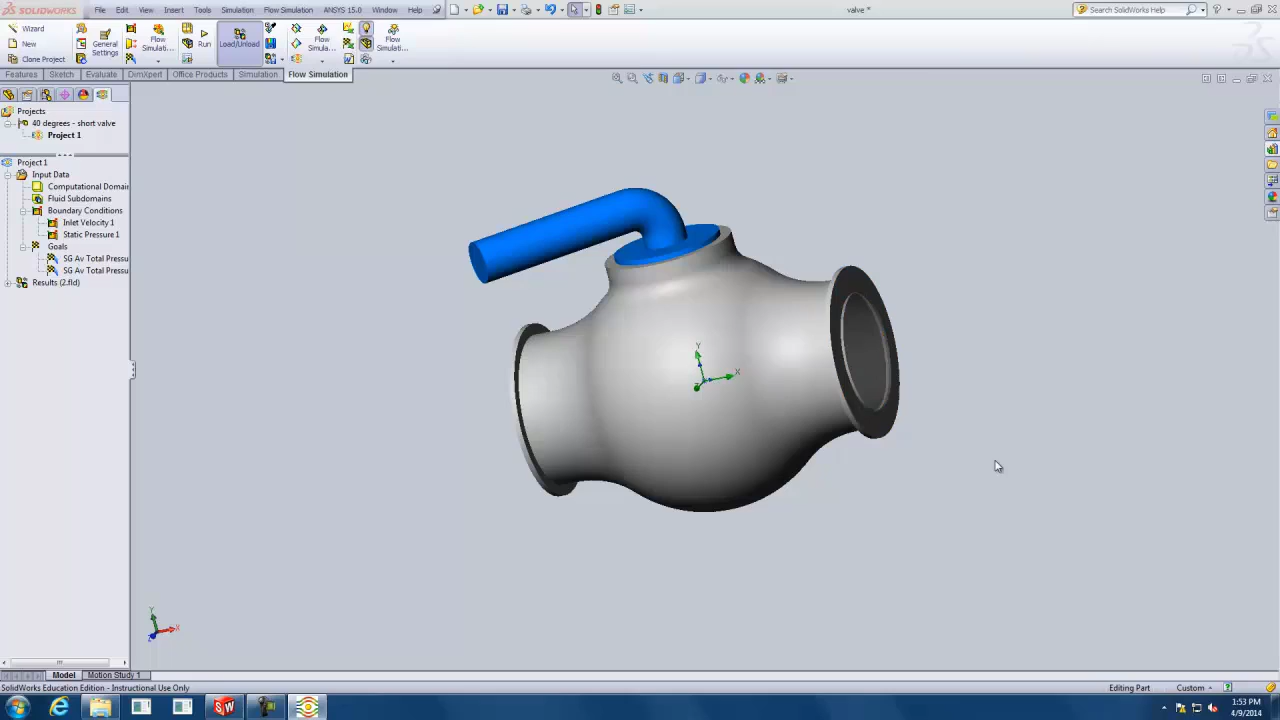 SOLIDWORKS File Edit View Insert Tools Simulation Flow Simulation ANSYS 15.0 Window Help valve * Search SolidWorks Help
Wizard
New
Clone Project
General
Settings
Flow
Simulati...
Run
Load/Unload
Flow
Simula...
Flow
Simulati...
Features Sketch Evaluate DimXpert Office Products Simulation Flow Simulation
Projects
40 degrees - short valve
Project 1
Project1
Input Data
Computational Domain
Fluid Subdomains
Boundary Conditions
Inlet Velocity 1
Static Pressure 1
Goals
SG Av Total Pressu
SG Av Total Pressu
Results (2.fld)
Y
X
Y
X
Z
Model Motion Study 1
SolidWorks Education Edition - Instructional Use Only Editing Part Custom
1:53 PM
4/9/2014